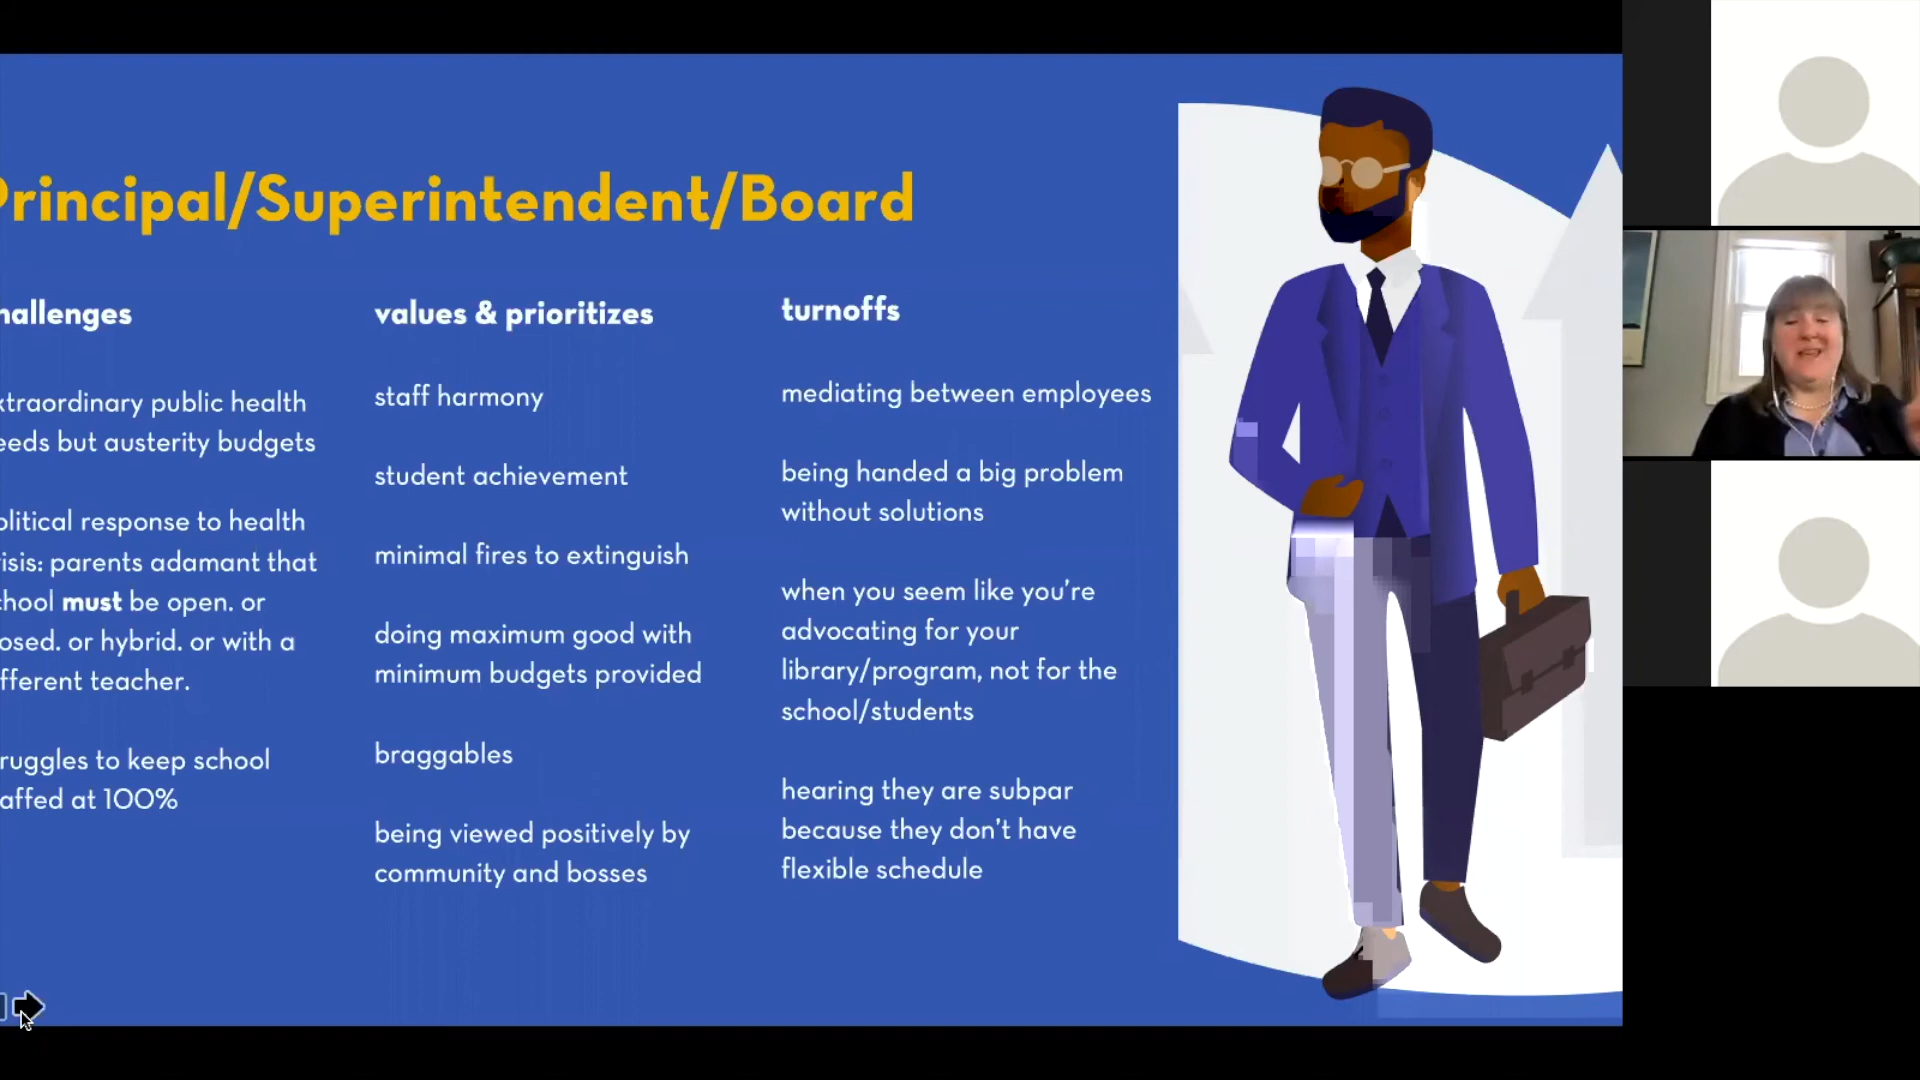 Principal/Superintendent/Board
hallenges
xtraordinary public health
eeds but austerity budgets
olitical response to health
isis: parents adamant that
chool must be open. or
osed. or hybrid. or with a
fferent teacher.
ruggles to keep school
affed at 100%
values & prioritizes
staff harmony
student achievement
minimal fires to extinguish
doing maximum good with
minimum budgets provided
braggables
being viewed positively by
community and bosses
turnoffs
mediating between employees
being handed a big problem
without solutions
when you seem like you're
advocating for your
library/program, not for the
school/students
hearing they are subpar
because they don't have
flexible schedule